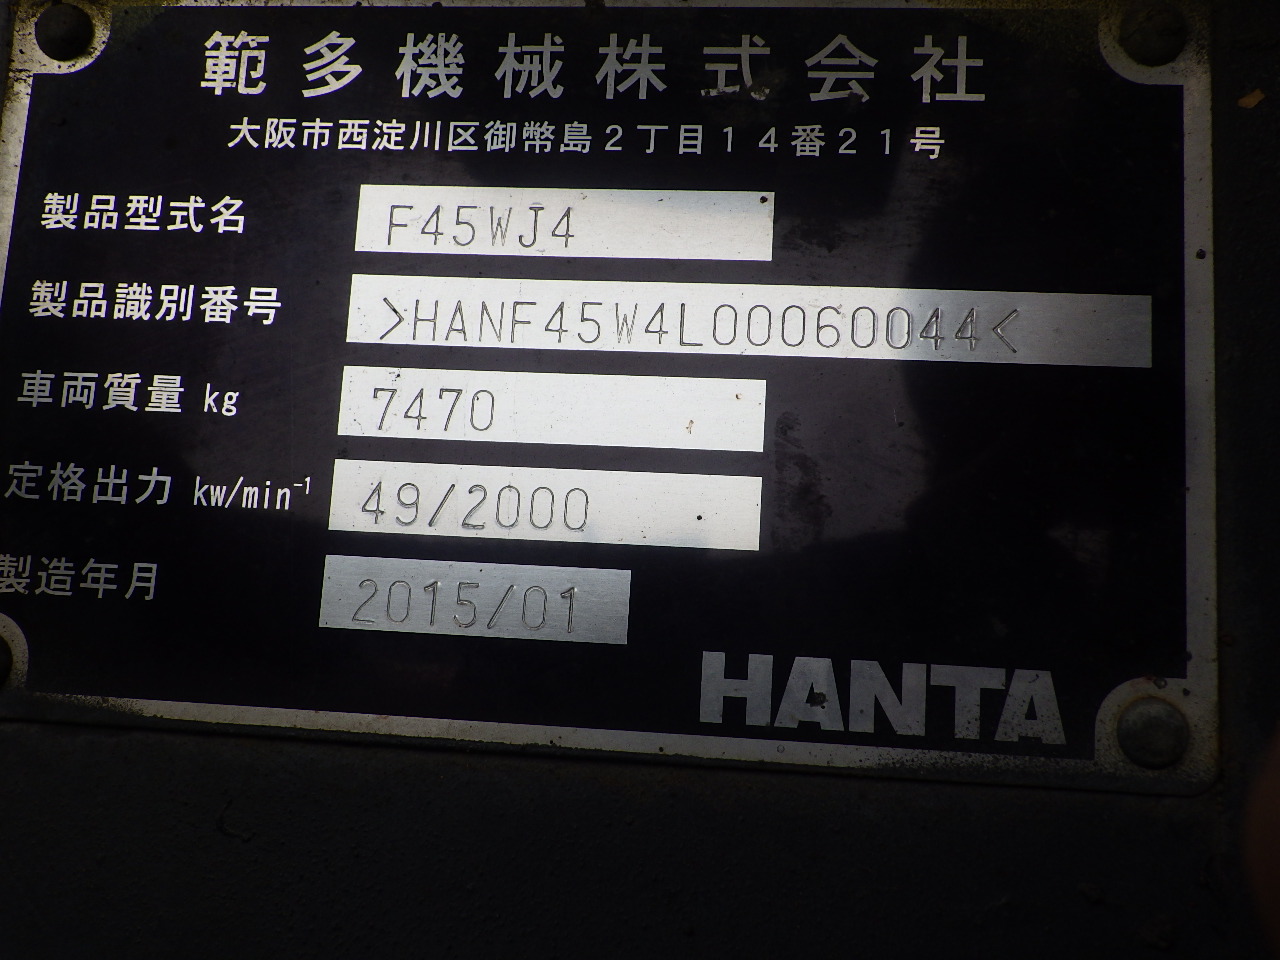 範多機械株式会社
大阪市西淀川区御幣島２丁目１４番２１号
製品型式名 F45WJ4
製品識別番号 >HANF45W4L00060044<
車両質量 kg 7470
定格出力 kw/min⁻¹ 49/2000
製造年月 2015/01
HANTA